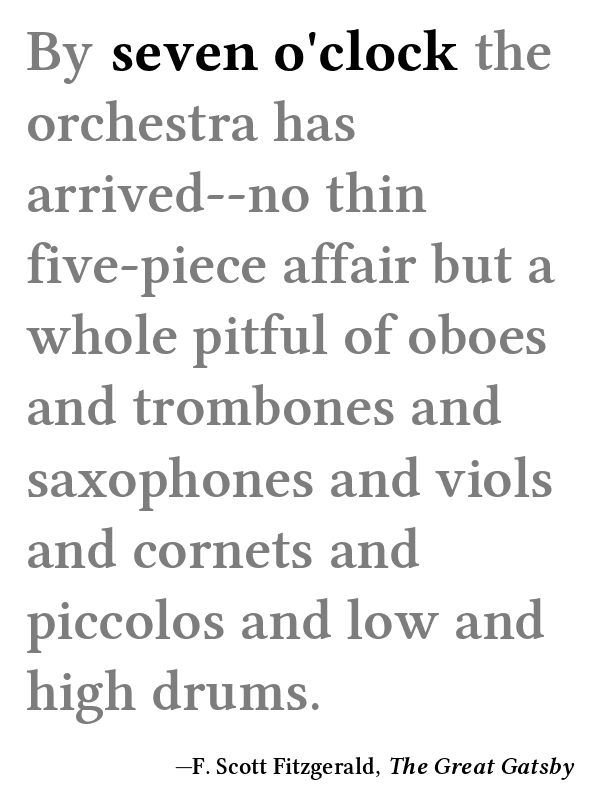 By seven o'clock the
orchestra has
arrived--no thin
five-piece affair but a
whole pitful of oboes
and trombones and
saxophones and viols
and cornets and
piccolos and low and
high drums.
—F. Scott Fitzgerald, The Great Gatsby